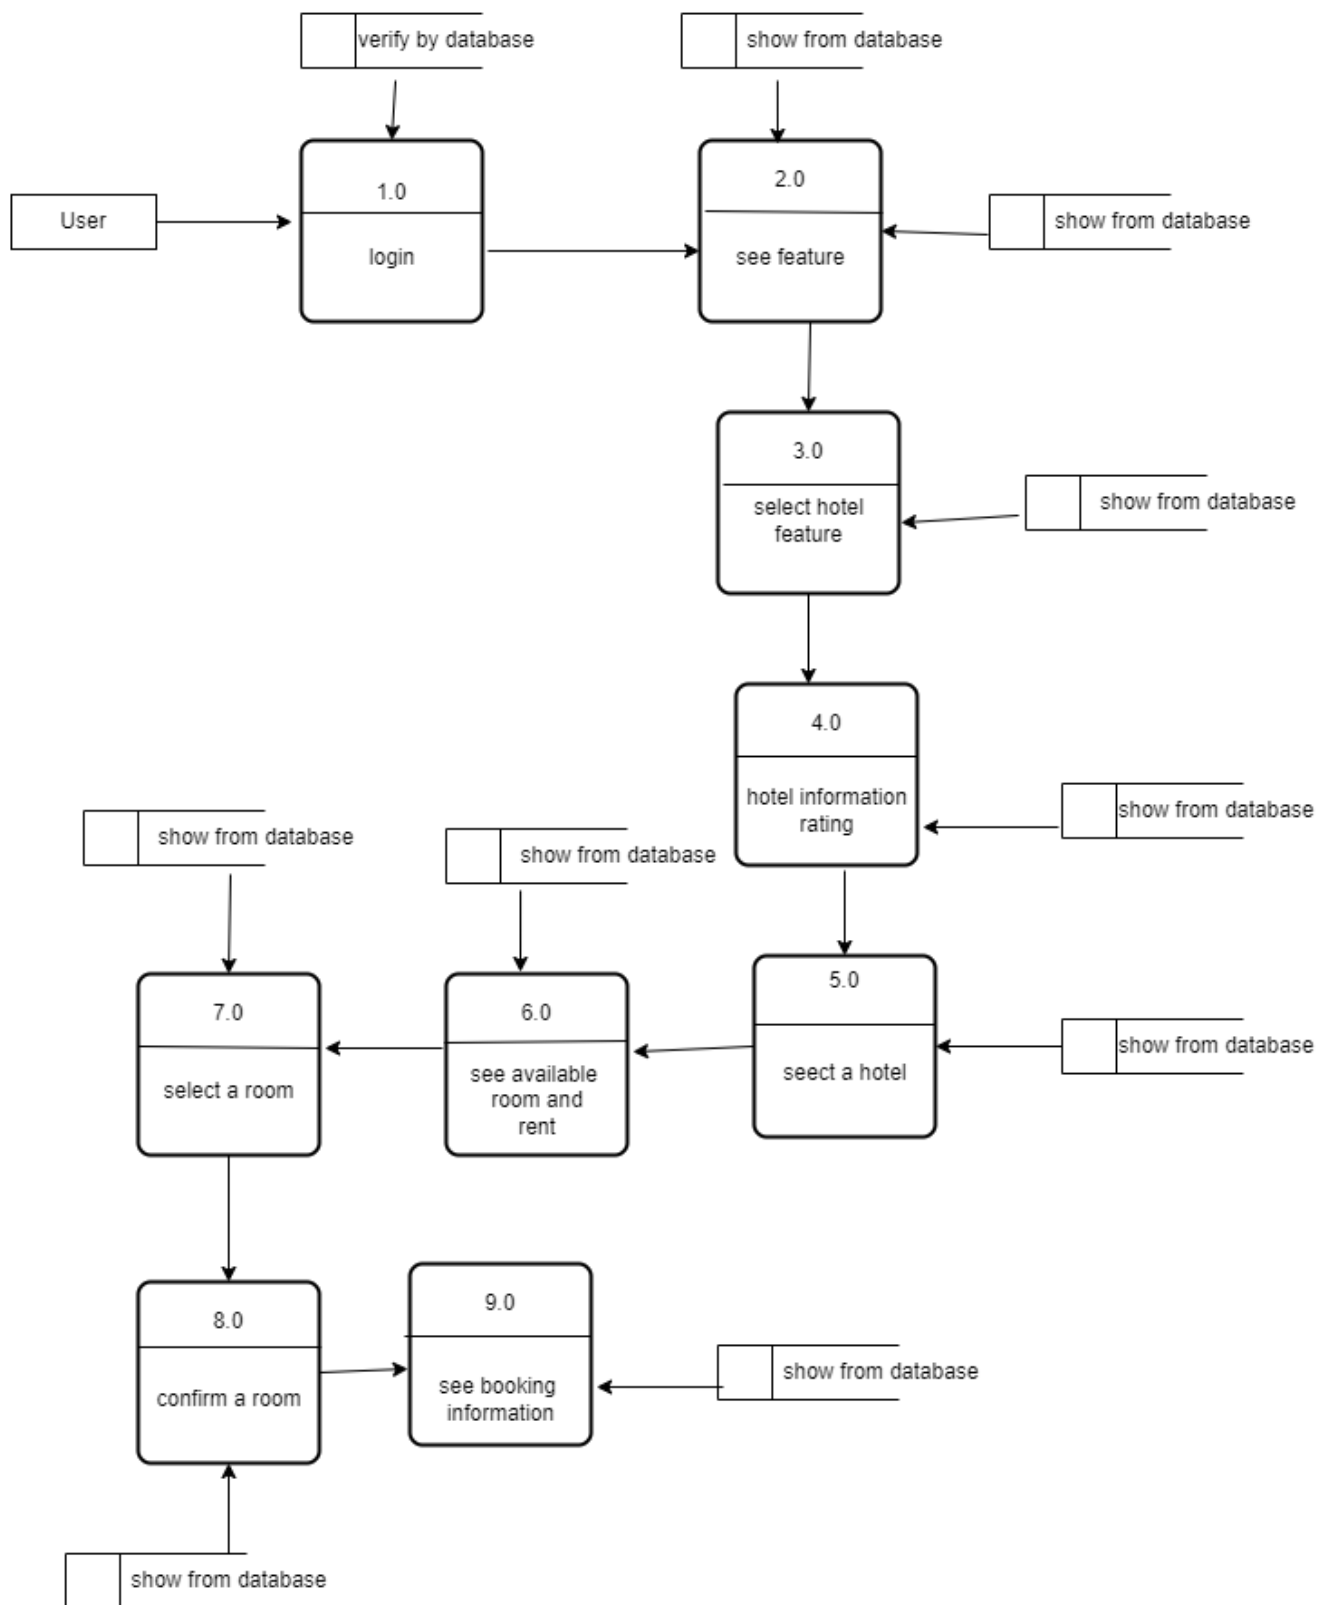 verify by database
show from database
1.0
login
User
2.0
see feature
show from database
3.0
select hotel
feature
show from database
4.0
hotel information
rating
show from database
show from database
show from database
5.0
seect a hotel
show from database
6.0
see available
room and
rent
7.0
select a room
8.0
confirm a room
9.0
see booking
information
show from database
show from database